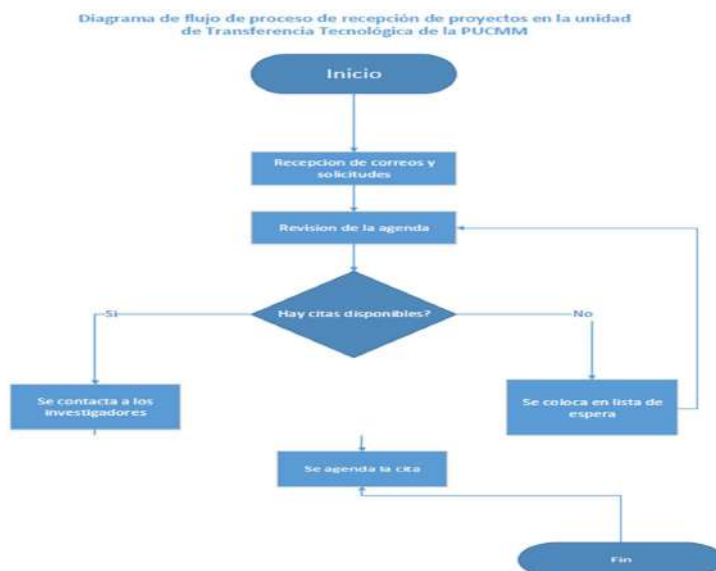 Diagrama de flujo de proceso de recepción de proyectos en la unidad
de Transferencia Tecnológica de la PUCMM
Inicio
Recepcion de correos y
solicitudes
Revision de la agenda
Hay citas disponibles?
Si
No
Se contacta a los
investigadores
Se coloca en lista de
espera
Se agenda la cita
Fin